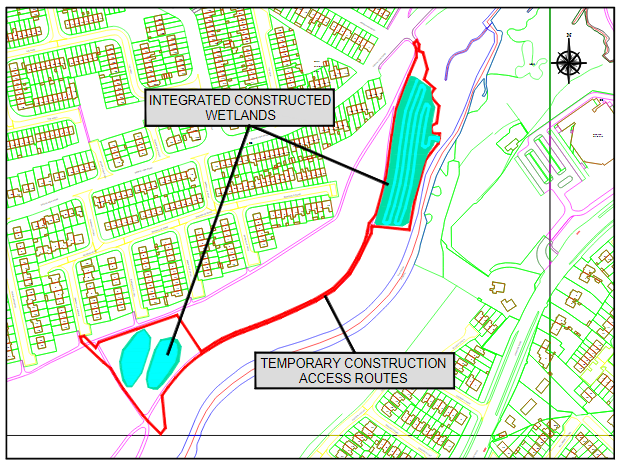 N
INTEGRATED CONSTRUCTED
WETLANDS
TEMPORARY CONSTRUCTION
ACCESS ROUTES